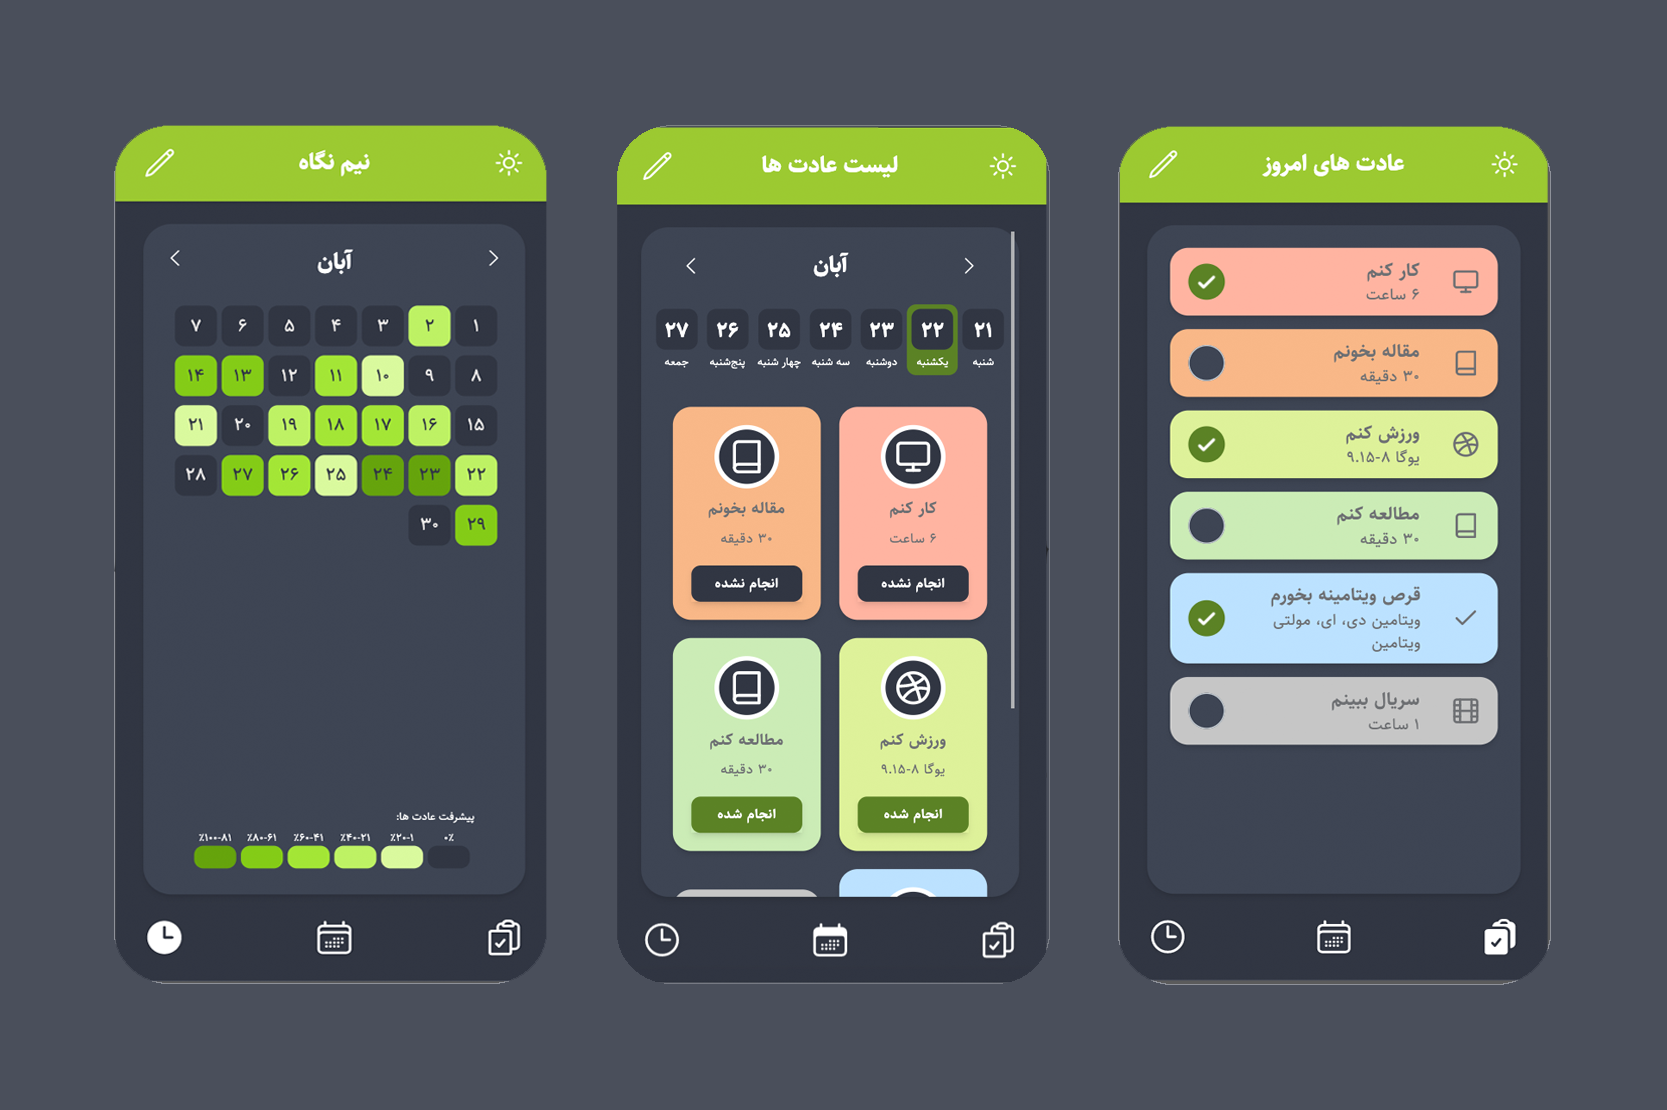 عادت های امروز
کار کنم
۶ ساعت
مقاله بخونم
۳۰ دقیقه
ورزش کنم
یوگا ۸-۹.۱۵
مطالعه کنم
۳۰ دقیقه
قرص ویتامینه بخورم
ویتامین دی، ای، مولتی
ویتامین
سریال ببینم
۱ ساعت
لیست عادت ها
آبان
۲۱ ۲۲ ۲۳ ۲۴ ۲۵ ۲۶ ۲۷
شنبه یکشنبه دوشنبه سه شنبه چهار شنبه پنج‌شنبه جمعه
کار کنم
۶ ساعت
انجام نشده
مقاله بخونم
۳۰ دقیقه
انجام نشده
ورزش کنم
یوگا ۸-۹.۱۵
انجام شده
مطالعه کنم
۳۰ دقیقه
انجام شده
نیم نگاه
آبان
۱ ۲ ۳ ۴ ۵ ۶ ۷
۸ ۹ ۱۰ ۱۱ ۱۲ ۱۳ ۱۴
۱۵ ۱۶ ۱۷ ۱۸ ۱۹ ۲۰ ۲۱
۲۲ ۲۳ ۲۴ ۲۵ ۲۶ ۲۷ ۲۸
۲۹ ۳۰
پیشرفت عادت ها:
۰٪ ۱-۲۰٪ ۲۱-۴۰٪ ۴۱-۶۰٪ ۶۱-۸۰٪ ۸۱-۱۰۰٪